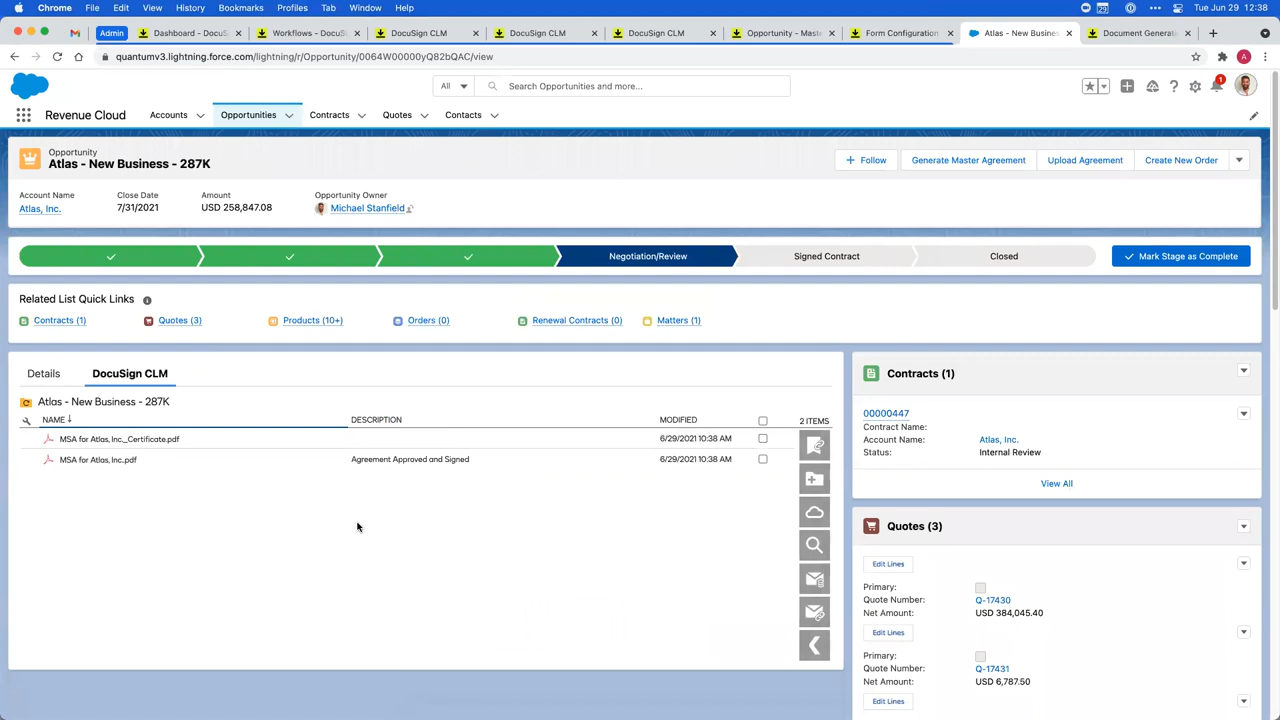 Chrome File Edit View History Bookmarks Profiles Tab Window Help Tue Jun 29 12:38
Admin Dashboard - DocuS Workflows - DocuS DocuSign CLM DocuSign CLM DocuSign CLM Opportunity - Mast Form Configuration Atlas - New Busines Document Generat
quantumv3.lightning.force.com/lightning/r/Opportunity/0064W00000yQ82bQAC/view A
All Search Opportunities and more... 1
Revenue Cloud Accounts Opportunities Contracts Quotes Contacts
Opportunity
Atlas - New Business - 287K
Follow Generate Master Agreement Upload Agreement Create New Order
Account Name Close Date Amount Opportunity Owner
Atlas, Inc. 7/31/2021 USD 258,847.08 Michael Stanfield
Negotiation/Review Signed Contract Closed Mark Stage as Complete
Related List Quick Links
Contracts (1) Quotes (3) Products (10+) Orders (0) Renewal Contracts (0) Matters (1)
Details DocuSign CLM
Atlas - New Business - 287K
NAME DESCRIPTION MODIFIED 2 ITEMS
MSA for Atlas, Inc._Certificate.pdf 6/29/2021 10:38 AM
MSA for Atlas, Inc.pdf Agreement Approved and Signed 6/29/2021 10:38 AM
Contracts (1)
00000447
Contract Name:
Account Name: Atlas, Inc.
Status: Internal Review
View All
Quotes (3)
Edit Lines
Primary:
Quote Number: Q-17430
Net Amount: USD 384,045.40
Edit Lines
Primary:
Quote Number: Q-17431
Net Amount: USD 6,787.50
Edit Lines